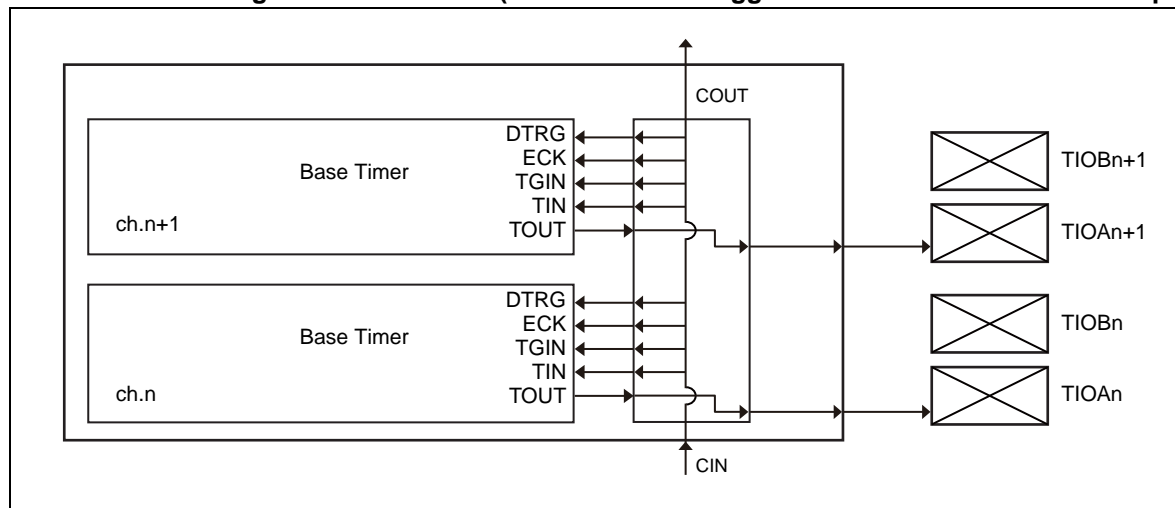 COUT
DTRG
ECK
Base Timer
TGIN
TIN
ch.n+1
TOUT
TIOBn+1
TIOAn+1
DTRG
ECK
Base Timer
TGIN
TIN
ch.n
TOUT
TIOBn
TIOAn
CIN